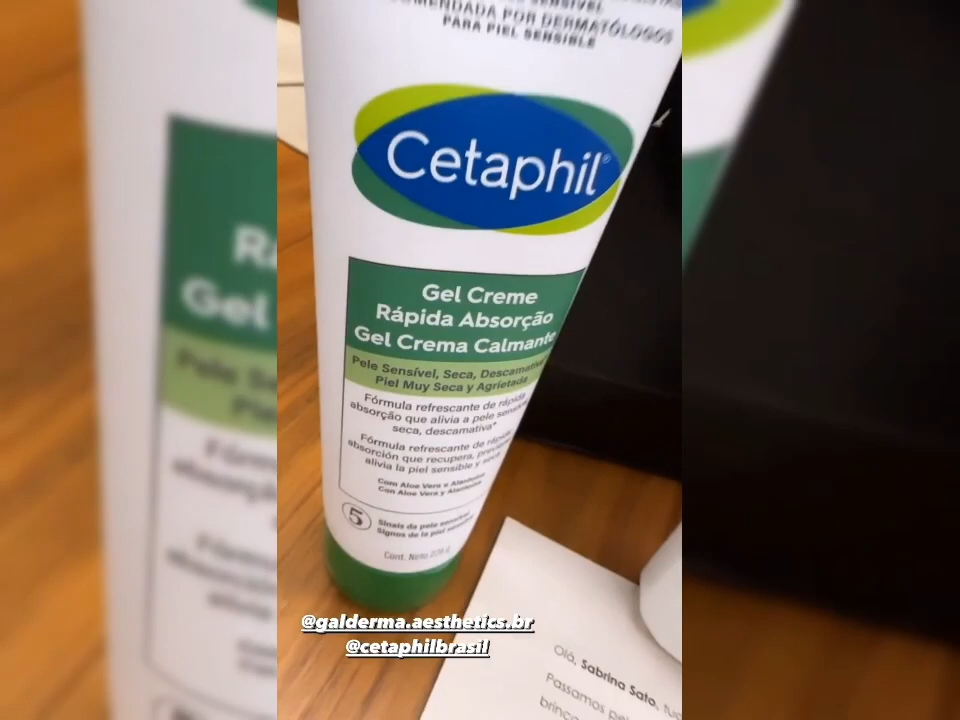 SENSÍVEL
RECOMENDADA POR DERMATÓLOGOS
PARA PIEL SENSIBLE
Cetaphil®
Gel Creme
Rápida Absorção
Gel Crema Calmante
Pele Sensível, Seca, Descamativa
Piel Muy Seca y Agrietada
Fórmula refrescante de rápida
absorção que alivia a pele sensível
seca, descamativa*
Fórmula refrescante de rápida
absorción que recupera,
alivia la piel sensible y seca
Com Aloe Vera e Alantoína
Con Aloe Vera y Alantoína
5 Sinais da pele sensível
Signos de la piel sensible
Cont. Neto
@galderma.aesthetics.br
@cetaphilbrasil
Olá, Sabrina Sato,
Passamos